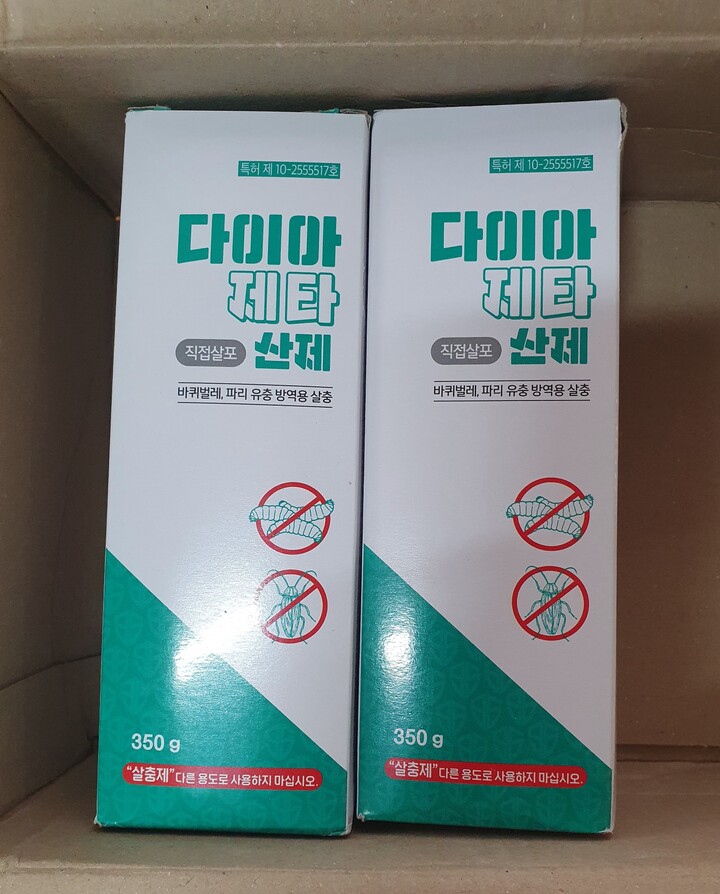 특허 제 10-2555517호
다이아
제타
직접살포 산제
바퀴벌레, 파리 유충 방역용 살충
350 g
“살충제” 다른 용도로 사용하지 마십시오.
특허 제 10-2555517호
다이아
제타
직접살포 산제
바퀴벌레, 파리 유충 방역용 살충
350 g
“살충제” 다른 용도로 사용하지 마십시오.